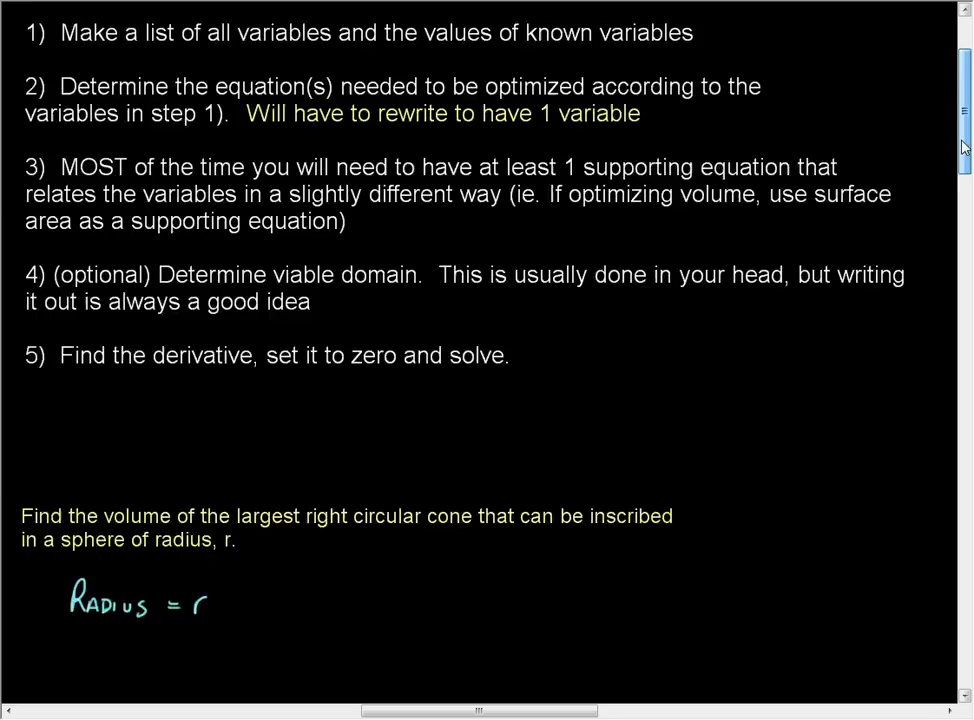 1)  Make a list of all variables and the values of known variables
2)  Determine the equation(s) needed to be optimized according to the
variables in step 1).  Will have to rewrite to have 1 variable
3)  MOST of the time you will need to have at least 1 supporting equation that
relates the variables in a slightly different way (ie. If optimizing volume, use surface
area as a supporting equation)
4) (optional) Determine viable domain.  This is usually done in your head, but writing
it out is always a good idea
5)  Find the derivative, set it to zero and solve.
Find the volume of the largest right circular cone that can be inscribed
in a sphere of radius, r.
RADIUS = r